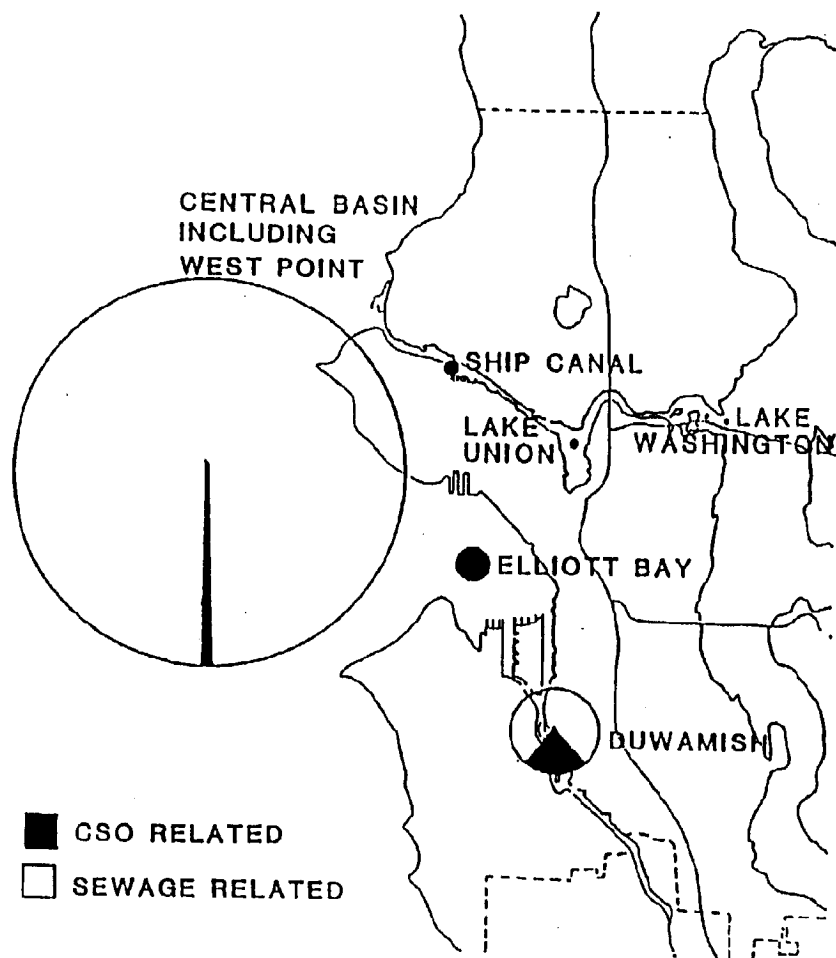 CENTRAL BASIN
INCLUDING
WEST POINT
SHIP CANAL
LAKE
UNION
LAKE
WASHINGTON
ELLIOTT BAY
DUWAMISH
CSO RELATED
SEWAGE RELATED